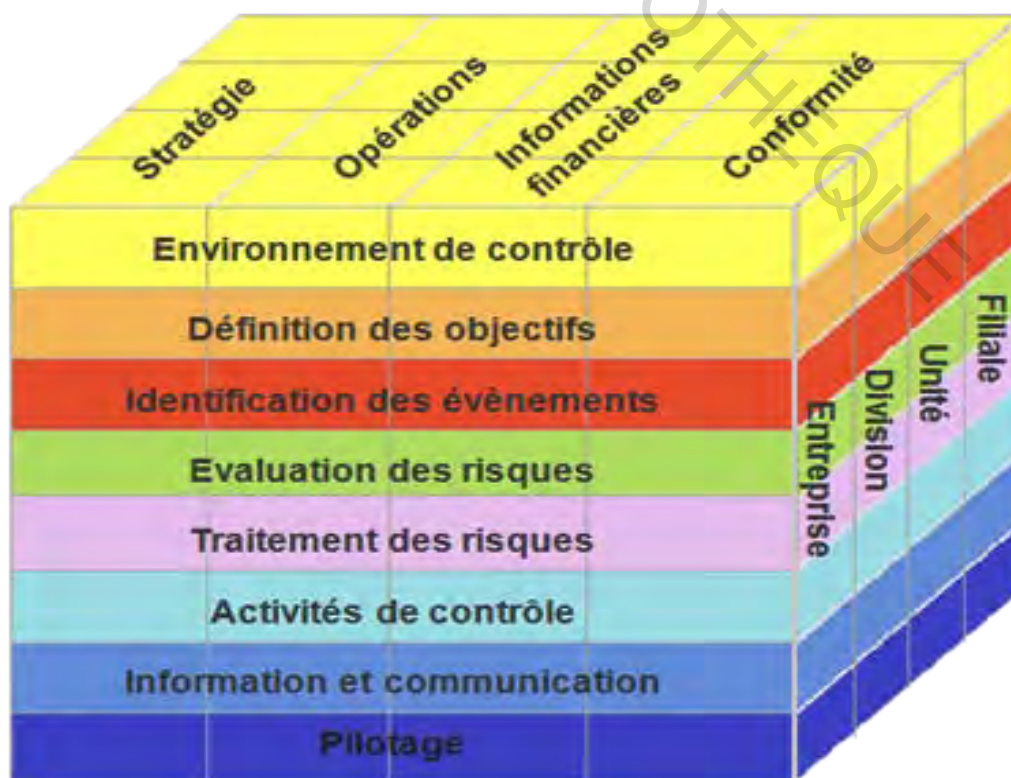 OTHEQUE
Stratégie
Opérations
Informations
financières
Conformité
Environnement de contrôle
Définition des objectifs
Identification des évènements
Evaluation des risques
Traitement des risques
Activités de contrôle
Information et communication
Pilotage
Entreprise
Division
Unité
Filiale